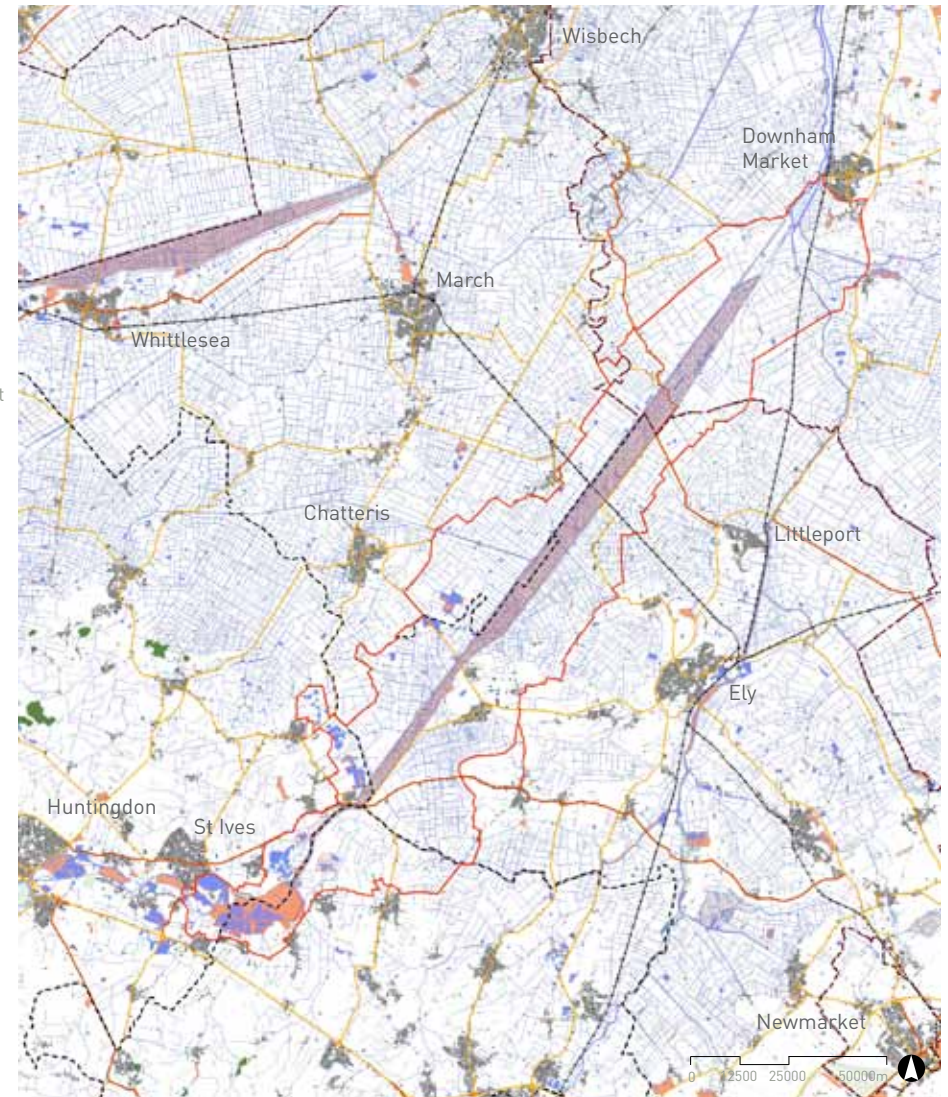 Wisbech
Downham
Market
March
Whittlesea
t
Chatteris
Littleport
Ely
Huntingdon
St Ives
Newmarket
0 12500 25000 50000m